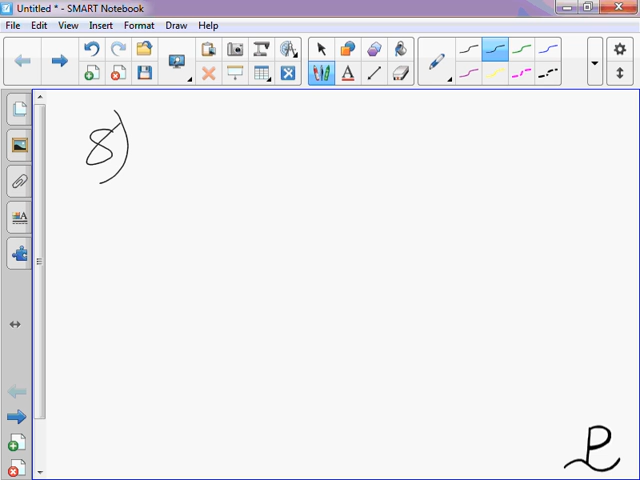 Untitled * - SMART Notebook
File Edit View Insert Format Draw Help
8)